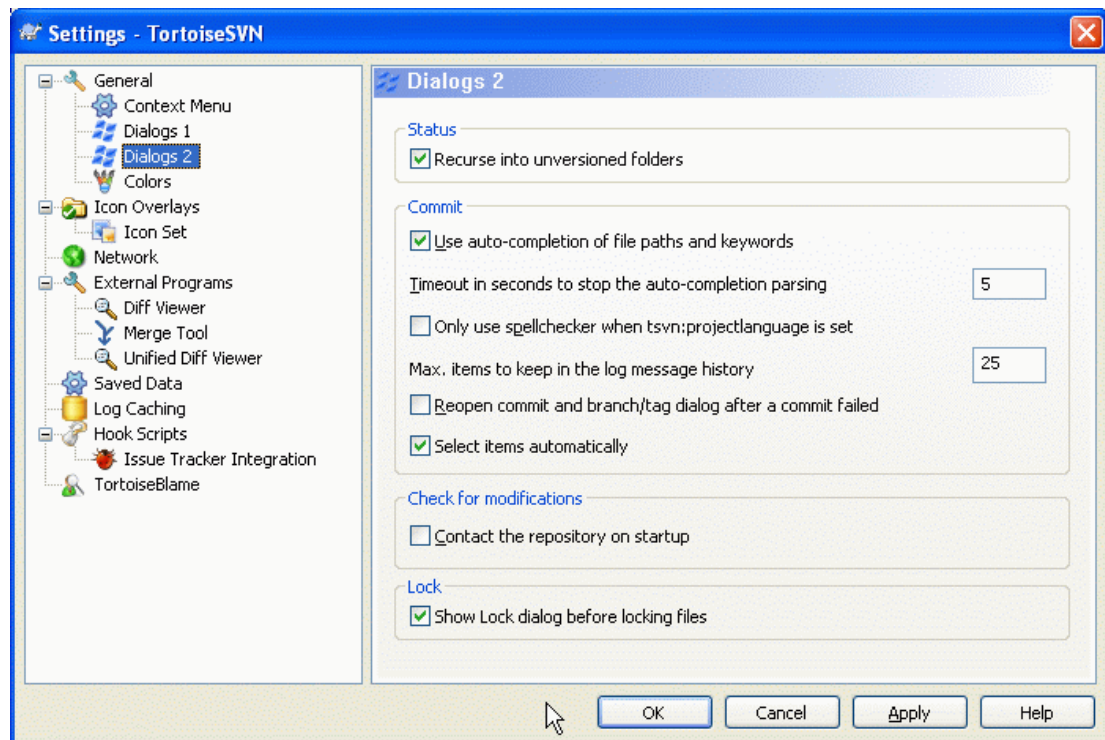 Settings - TortoiseSVN
General
Context Menu
Dialogs 1
Dialogs 2
Colors
Icon Overlays
Icon Set
Network
External Programs
Diff Viewer
Merge Tool
Unified Diff Viewer
Saved Data
Log Caching
Hook Scripts
Issue Tracker Integration
TortoiseBlame
Dialogs 2
Status
Recurse into unversioned folders
Commit
Use auto-completion of file paths and keywords
Timeout in seconds to stop the auto-completion parsing 5
Only use spellchecker when tsvn:projectlanguage is set
Max. items to keep in the log message history 25
Reopen commit and branch/tag dialog after a commit failed
Select items automatically
Check for modifications
Contact the repository on startup
Lock
Show Lock dialog before locking files
OK Cancel Apply Help